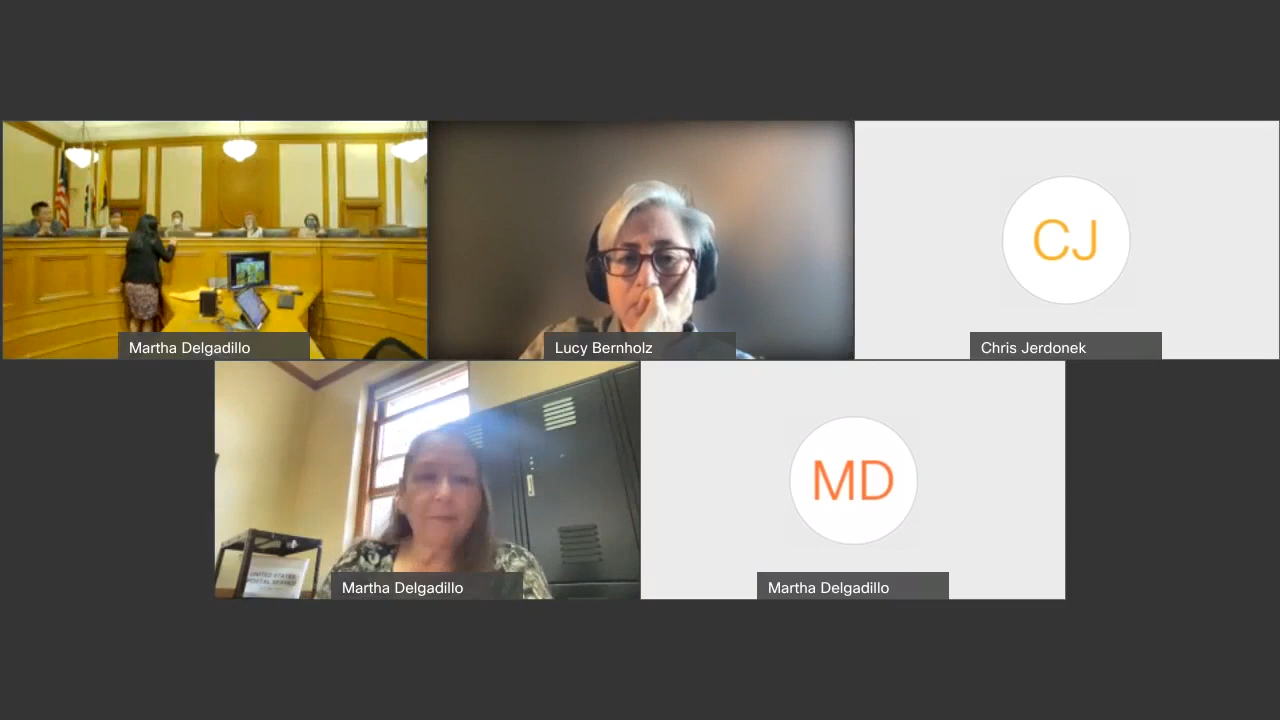 Martha Delgadillo
Lucy Bernholz
CJ
Chris Jerdonek
UNITED STATES
POSTAL SERVICE
Martha Delgadillo
MD
Martha Delgadillo